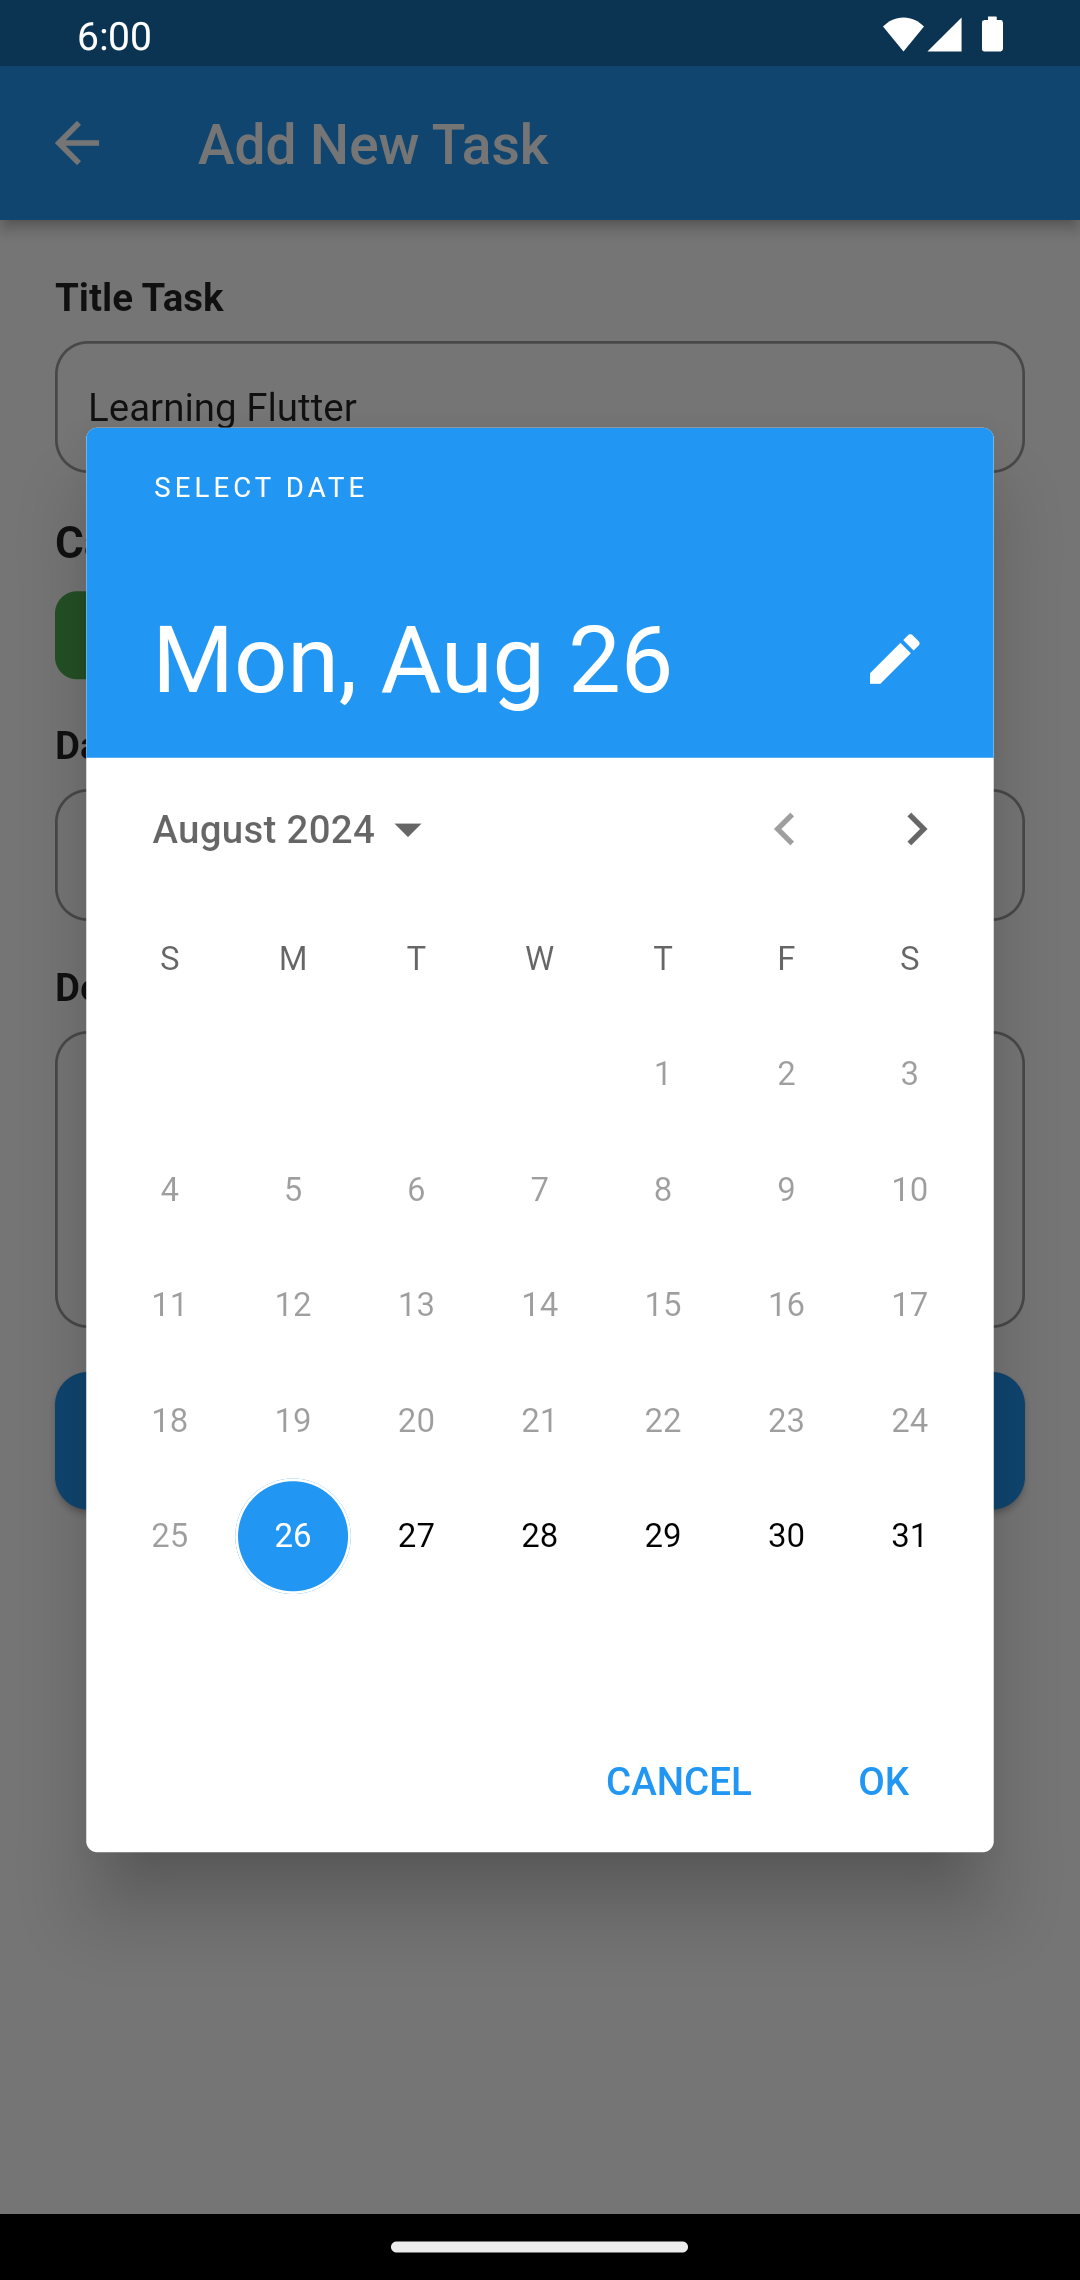 6:00
Add New Task
Title Task
Learning Flutter
SELECT DATE
Mon, Aug 26
August 2024
S M T W T F S
1 2 3
4 5 6 7 8 9 10
11 12 13 14 15 16 17
18 19 20 21 22 23 24
25 26 27 28 29 30 31
CANCEL OK